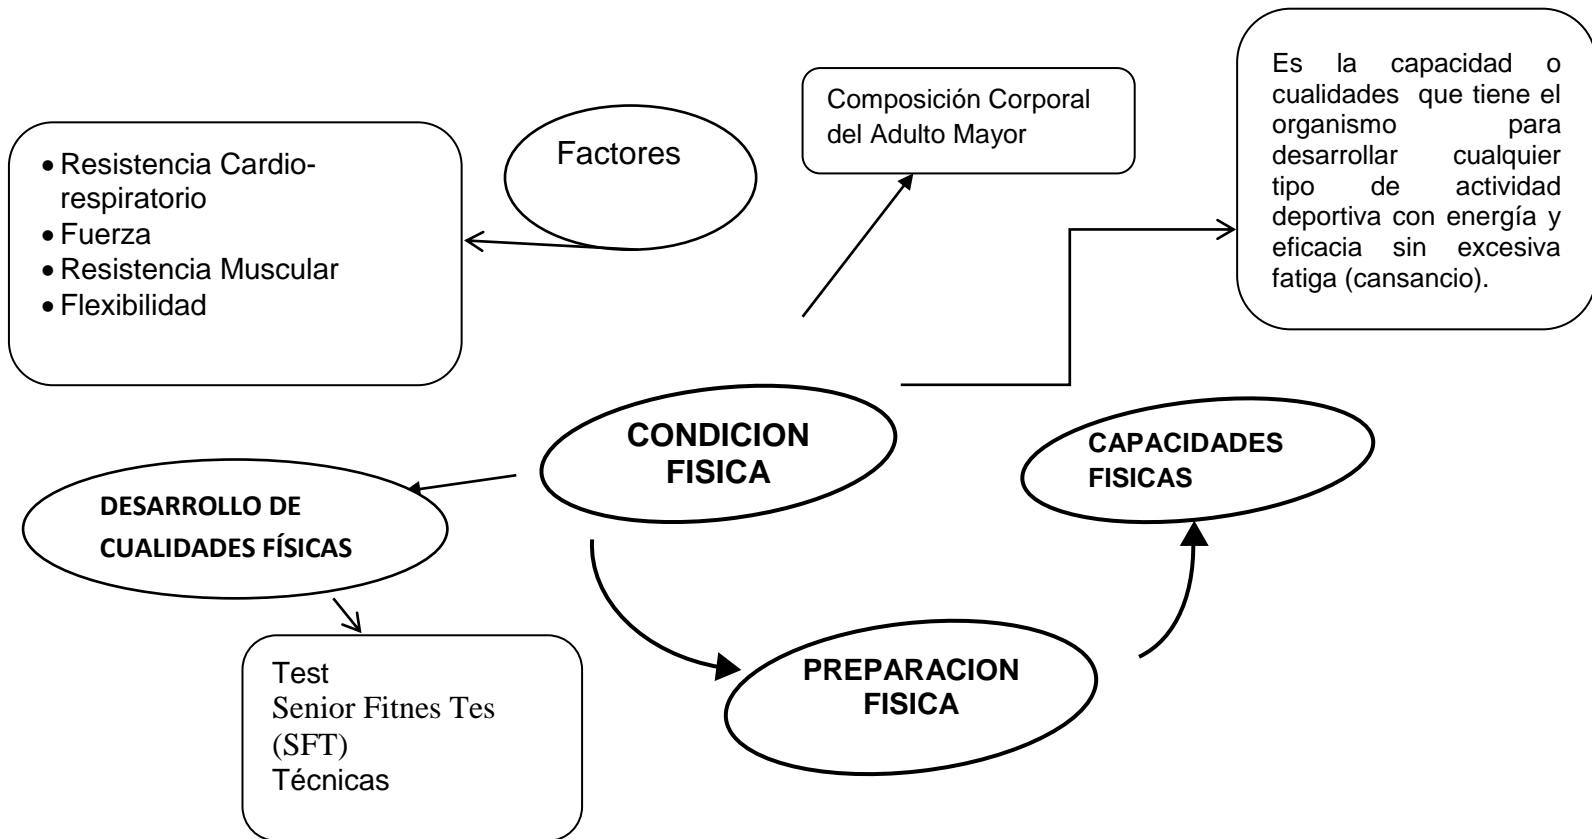 Composición Corporal
del Adulto Mayor
Es la capacidad o
cualidades que tiene el
organismo para
desarrollar cualquier
tipo de actividad
deportiva con energía y
eficacia sin excesiva
fatiga (cansancio).
Factores
• Resistencia Cardio-
respiratorio
• Fuerza
• Resistencia Muscular
• Flexibilidad
CONDICION
FISICA
CAPACIDADES
FISICAS
DESARROLLO DE
CUALIDADES FÍSICAS
PREPARACION
FISICA
Test
Senior Fitnes Tes
(SFT)
Técnicas